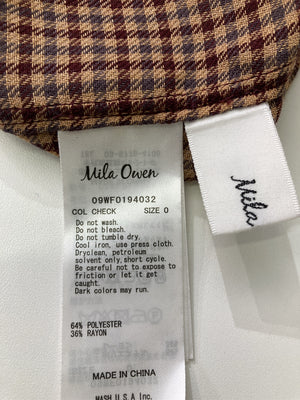 Mila Owen
09WF0194032
COL CHECK SIZE 0
Do not wash.
Do not bleach.
Do not tumble dry.
Cool iron, use press cloth.
Dryclean, petroleum
solvent only, short cycle.
Be careful not to expose to
friction or let it get
caught.
Dark colors may run.
64% POLYESTER
36% RAYON
MADE IN CHINA
MASH U.S.A Inc.
Mila